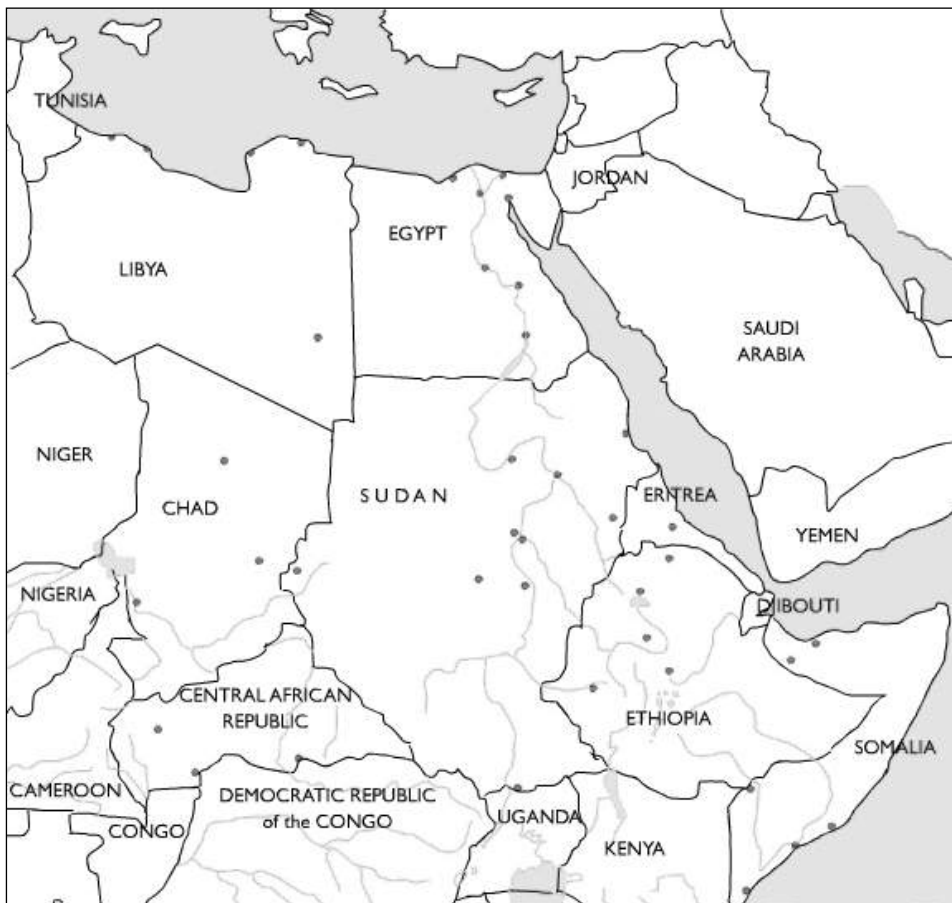 TUNISIA
JORDAN
EGYPT
LIBYA
SAUDI
ARABIA
NIGER
CHAD
SUDAN
ERITREA
YEMEN
NIGERIA
DJIBOUTI
CENTRAL AFRICAN
REPUBLIC
ETHIOPIA
SOMALIA
CAMEROON
DEMOCRATIC REPUBLIC
of the CONGO
UGANDA
CONGO
KENYA